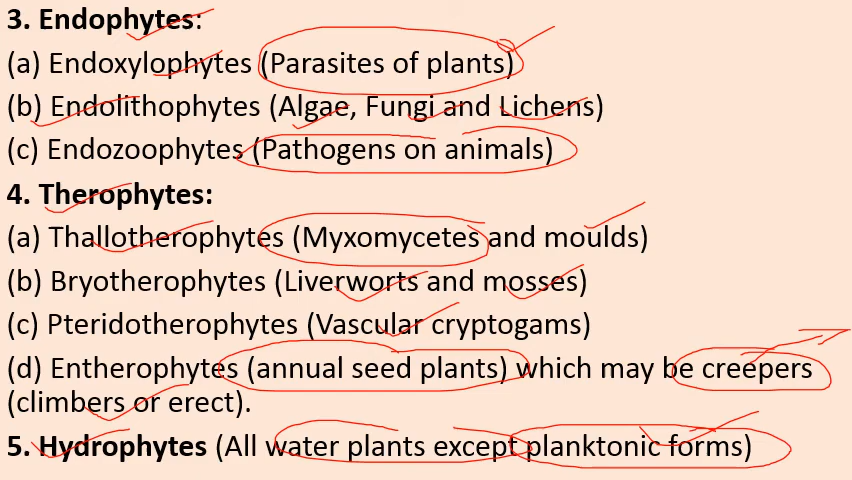 3. Endophytes:
(a) Endoxylophytes (Parasites of plants)
(b) Endolithophytes (Algae, Fungi and Lichens)
(c) Endozoophytes (Pathogens on animals)
4. Therophytes:
(a) Thallotherophytes (Myxomycetes and moulds)
(b) Bryotherophytes (Liverworts and mosses)
(c) Pteridotherophytes (Vascular cryptogams)
(d) Entherophytes (annual seed plants) which may be creepers
(climbers or erect).
5. Hydrophytes (All water plants except planktonic forms)